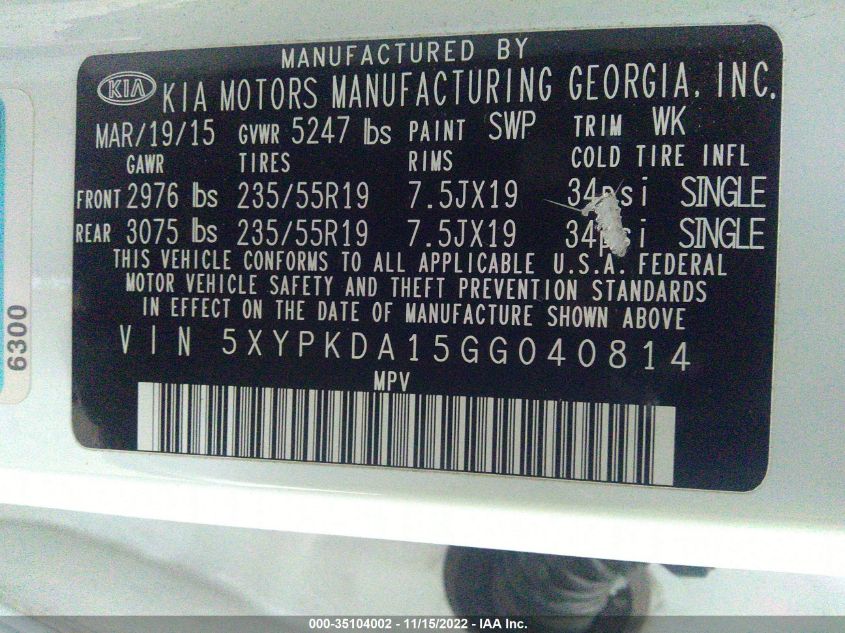 MANUFACTURED BY
KIA KIA MOTORS MANUFACTURING GEORGIA, INC.
MAR/19/15 GVWR 5247 lbs PAINT SWP TRIM WK
GAWR TIRES RIMS COLD TIRE INFL
FRONT 2976 lbs 235/55R19 7.5JX19 34psi SINGLE
REAR 3075 lbs 235/55R19 7.5JX19 34psi SINGLE
THIS VEHICLE CONFORMS TO ALL APPLICABLE U.S.A. FEDERAL
MOTOR VEHICLE SAFETY AND THEFT PREVENTION STANDARDS
IN EFFECT ON THE DATE OF MANUFACTURE SHOWN ABOVE
VIN 5XYPKDA15GG040814
MPV
6300
000-35104002 - 11/15/2022 - IAA Inc.